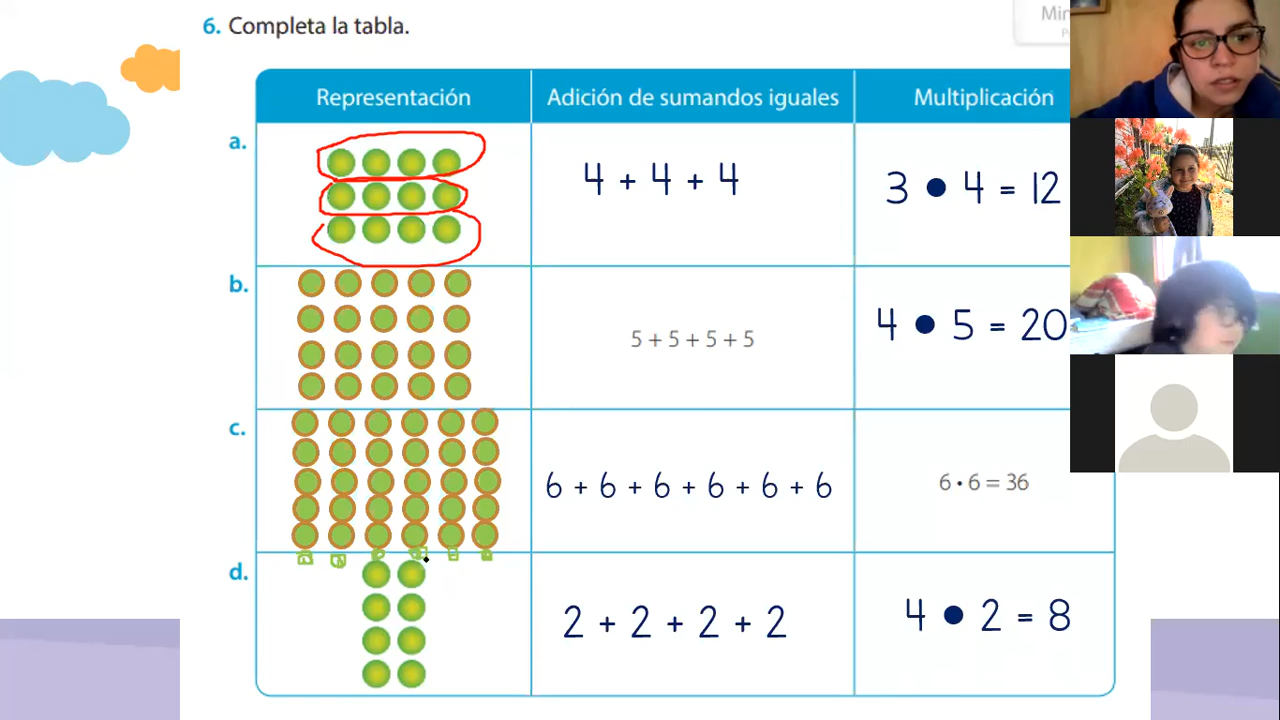 6. Completa la tabla.
Representación Adición de sumandos iguales Multiplicación
a. 4 + 4 + 4 3 • 4 = 12
b. 5 + 5 + 5 + 5 4 • 5 = 20
c. 6 + 6 + 6 + 6 + 6 + 6 6 • 6 = 36
d. 2 + 2 + 2 + 2 4 • 2 = 8